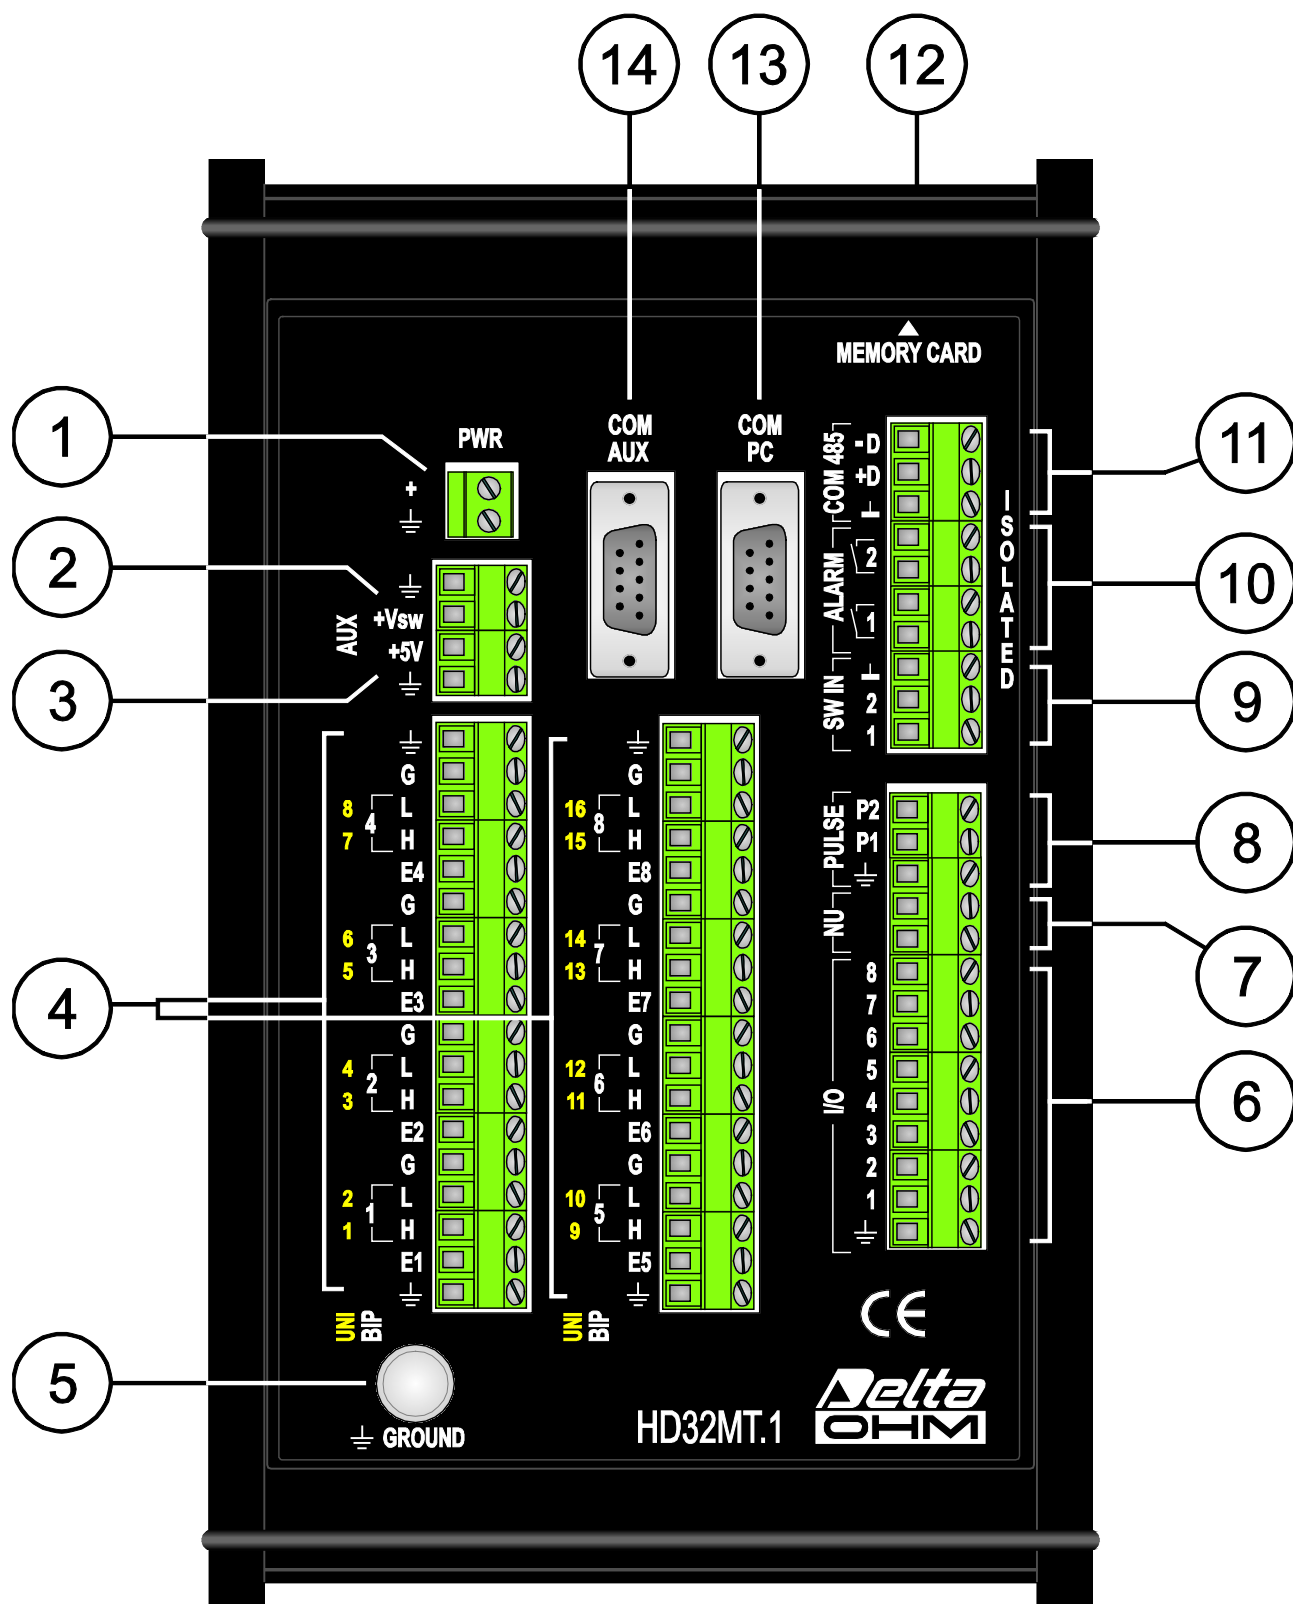 14 13 12
MEMORY CARD
1
PWR
+
COM AUX
COM PC
COM 485
-D
+D
11
ISOLATED
2
3
AUX
+Vsw
+5V
ALARM
2
1
10
SW IN
2
1
9
4
G
8 L
4
7 H
E4
G
6 L
3
5 H
E3
G
4 L
2
3 H
E2
G
2 L
1
1 H
E1
UNI BIP
G
16 L
8
15 H
E8
G
14 L
7
13 H
E7
G
12 L
6
11 H
E6
G
10 L
5
9 H
E5
UNI BIP
PULSE
P2
P1
8
NU
7
I/O
8
7
6
5
4
3
2
1
6
5
GROUND
CE
HD32MT.1
Delta
OHM